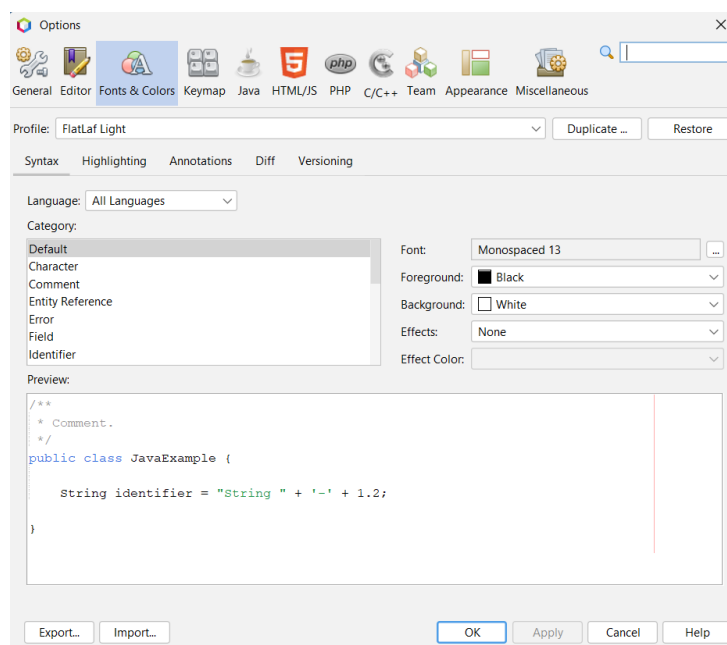 Options
General Editor Fonts & Colors Keymap Java HTML/JS PHP C/C++ Team Appearance Miscellaneous
php
Profile: FlatLaf Light Duplicate ... Restore
Syntax Highlighting Annotations Diff Versioning
Language: All Languages
Category:
Default
Character
Comment
Entity Reference
Error
Field
Identifier
Font: Monospaced 13 ...
Foreground: Black
Background: White
Effects: None
Effect Color:
Preview:
/**
 * Comment.
 */
public class JavaExample {
    String identifier = "String " + '-' + 1.2;
}
Export... Import... OK Apply Cancel Help